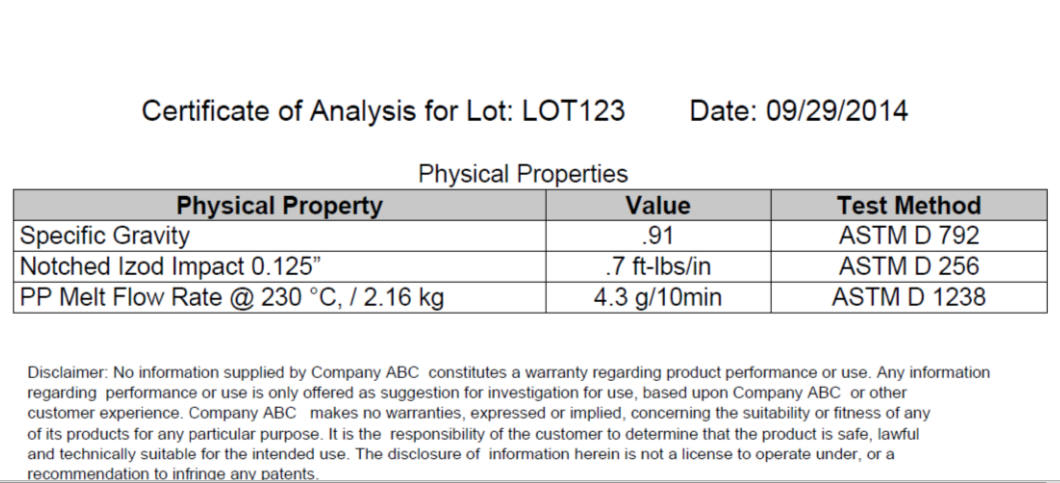 Certificate of Analysis for Lot: LOT123 Date: 09/29/2014
Physical Properties
Physical Property Value Test Method
Specific Gravity .91 ASTM D 792
Notched Izod Impact 0.125” .7 ft-lbs/in ASTM D 256
PP Melt Flow Rate @ 230 °C, / 2.16 kg 4.3 g/10min ASTM D 1238
Disclaimer: No information supplied by Company ABC constitutes a warranty regarding product performance or use. Any information
regarding performance or use is only offered as suggestion for investigation for use, based upon Company ABC or other
customer experience. Company ABC makes no warranties, expressed or implied, concerning the suitability or fitness of any
of its products for any particular purpose. It is the responsibility of the customer to determine that the product is safe, lawful
and technically suitable for the intended use. The disclosure of information herein is not a license to operate under, or a
recommendation to infringe any patents.